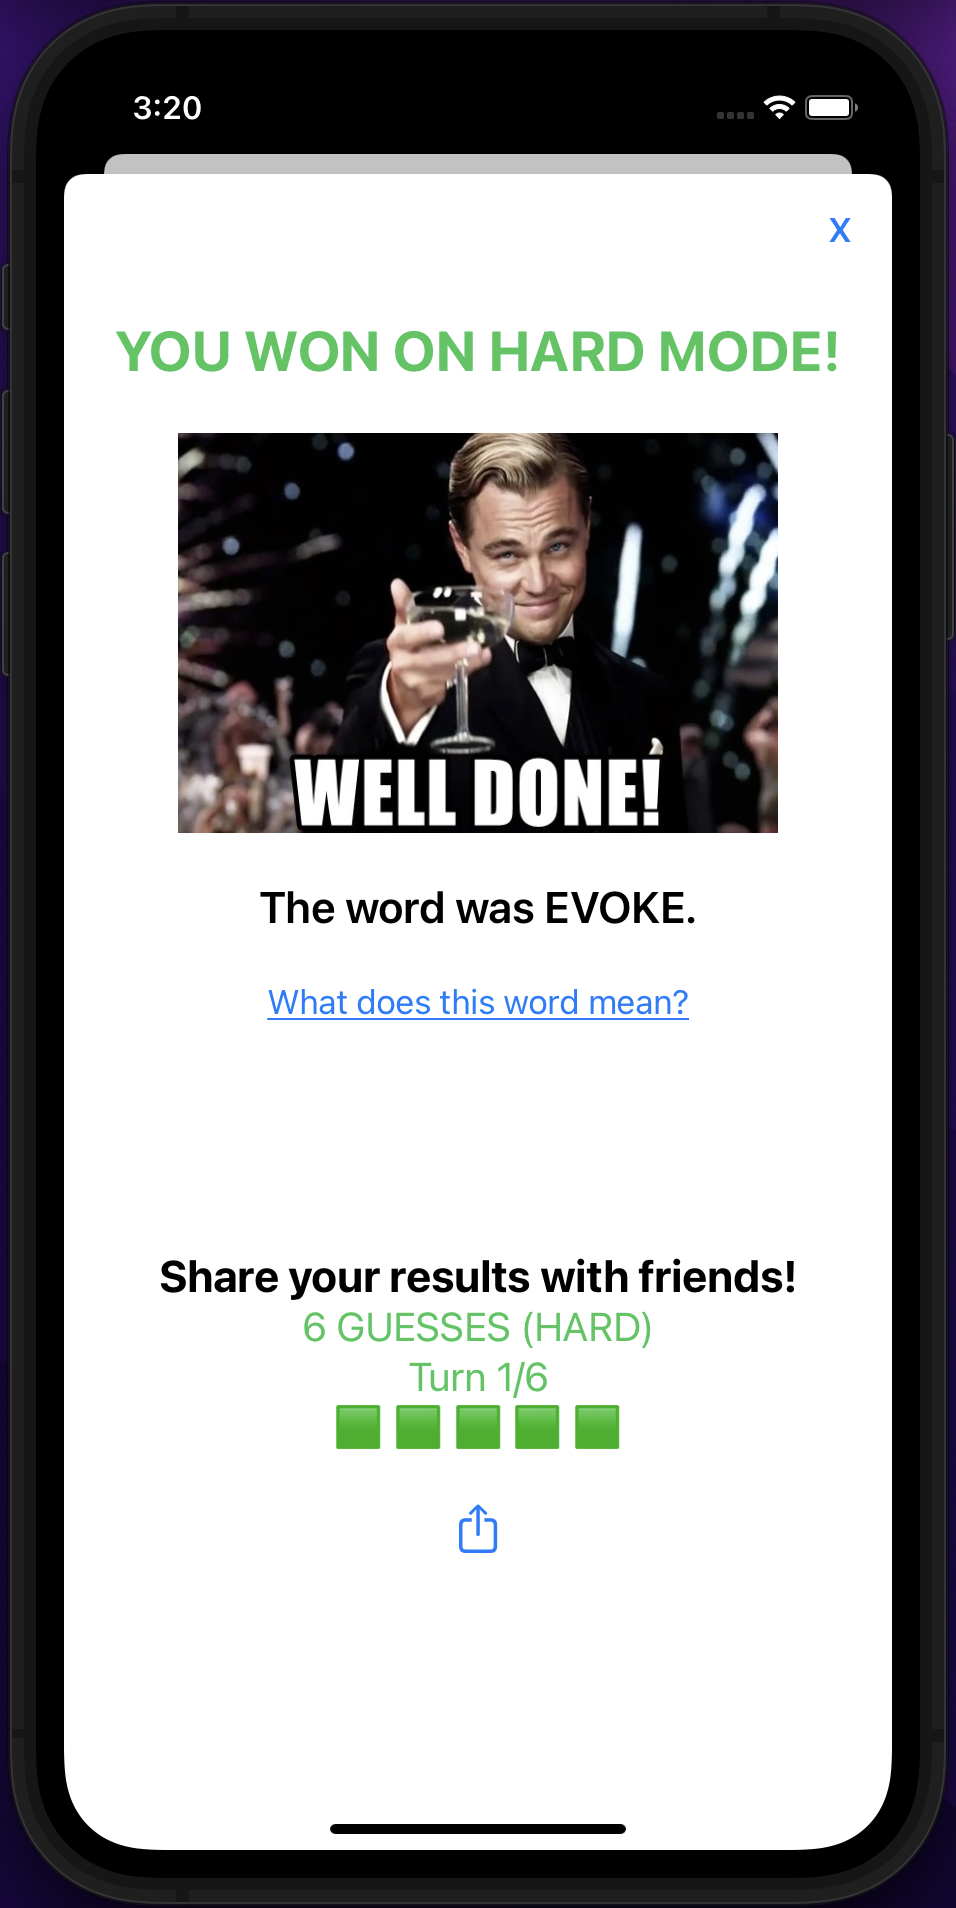 3:20
X
YOU WON ON HARD MODE!
WELL DONE!
The word was EVOKE.
What does this word mean?
Share your results with friends!
6 GUESSES (HARD)
Turn 1/6
🟩 🟩 🟩 🟩 🟩